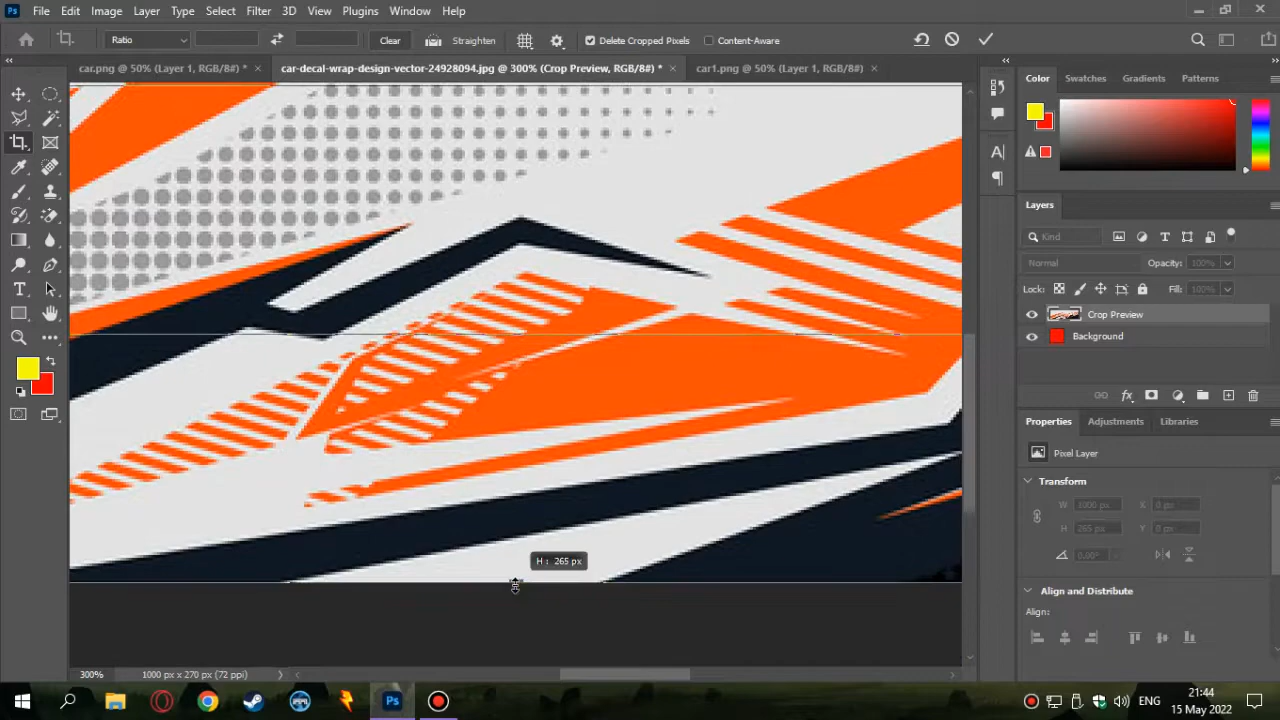 Ps File Edit Image Layer Type Select Filter 3D View Plugins Window Help
Ratio Clear Straighten Delete Cropped Pixels Content-Aware
car.png @ 50% (Layer 1, RGB/8#) * × car-decal-wrap-design-vector-24928094.jpg @ 300% (Crop Preview, RGB/8#) * × car1.png @ 50% (Layer 1, RGB/8#) ×
Color Swatches Gradients Patterns
Layers
Kind
Normal Opacity: 100%
Lock: Fill: 100%
Crop Preview
Background
Properties Adjustments Libraries
Pixel Layer
Transform
W 1000 px X 0 px
H 265 px Y 0 px
0.00°
Align and Distribute
Align:
H : 265 px
300% 1000 px x 270 px (72 ppi)
Ps ENG 21:44
15 May 2022